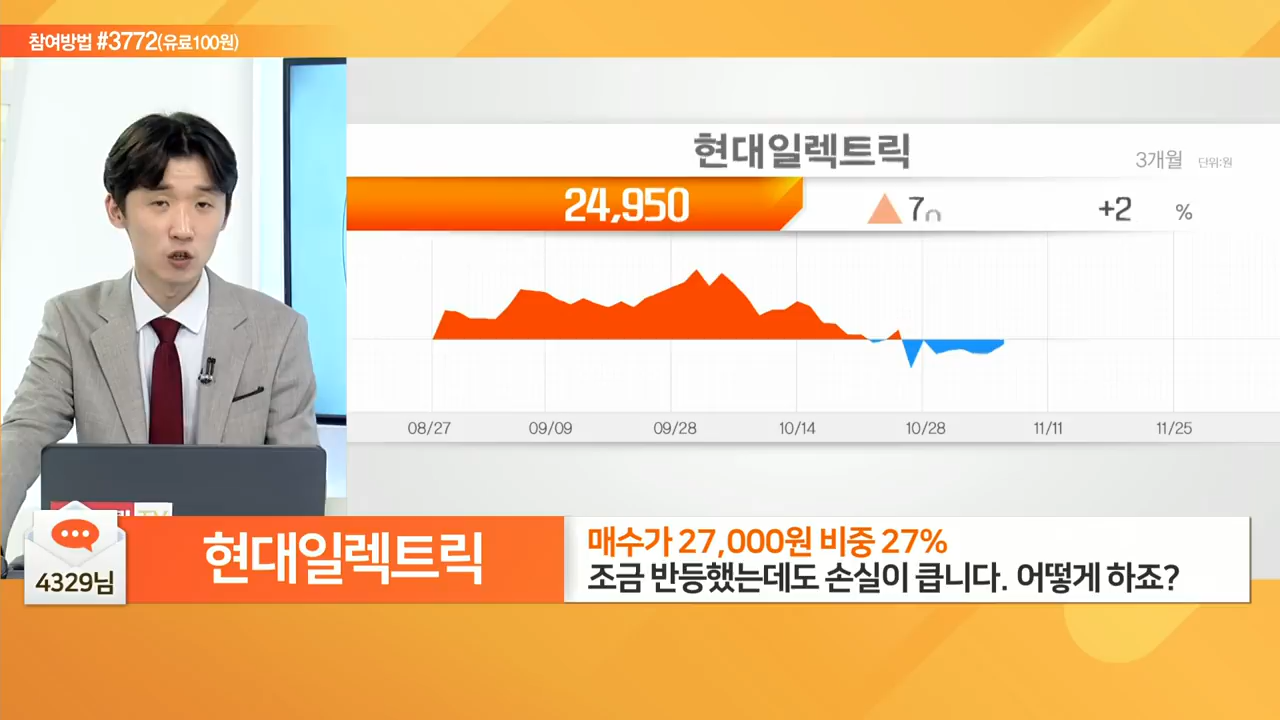 참여방법 #3772(유료100원)
현대일렉트릭
3개월 단위:원
24,950 ▲ 7 +2 %
08/27 09/09 09/28 10/14 10/28 11/11 11/25
4329님
현대일렉트릭
매수가 27,000원 비중 27%
조금 반등했는데도 손실이 큽니다. 어떻게 하죠?